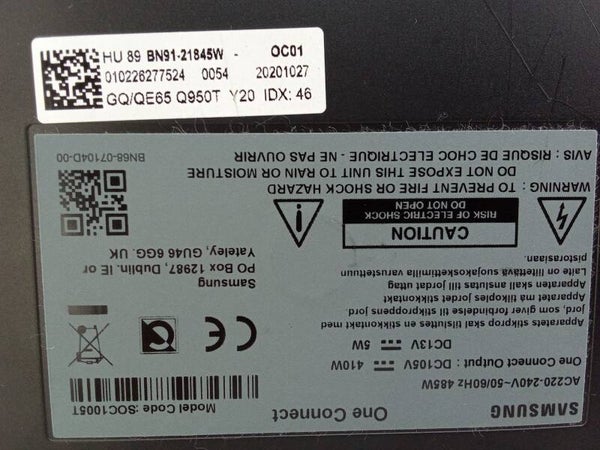 HU 89 BN91-21845W - OC01
010226277524 0054 20201027
GQ/QE65 Q950T Y20 IDX: 46
SAMSUNG
One Connect
Model Code : SOC1005T
AC220-240V~50/60Hz 485W
One Connect Output : DC105V ⎓ 410W
DC13V ⎓ 5W
Apparatets stikprop skal tilsluttes en stikkontakt med
jord, som giver forbindelse til stikproppens jord.
Apparatet må tilkoples jordet stikkontakt
Apparaten skall anslutas till jordat uttag
Laite on liitettävä suojakoskettimilla varustettuun
pistorasiaan.
Samsung
PO Box 12987, Dublin. IE or
Yateley, GU46 6GG. UK
CAUTION
RISK OF ELECTRIC SHOCK
DO NOT OPEN
WARNING : TO PREVENT FIRE OR SHOCK HAZARD
DO NOT EXPOSE THIS UNIT TO RAIN OR MOISTURE
AVIS : RISQUE DE CHOC ELECTRIQUE - NE PAS OUVRIR
BN68-07104D-00